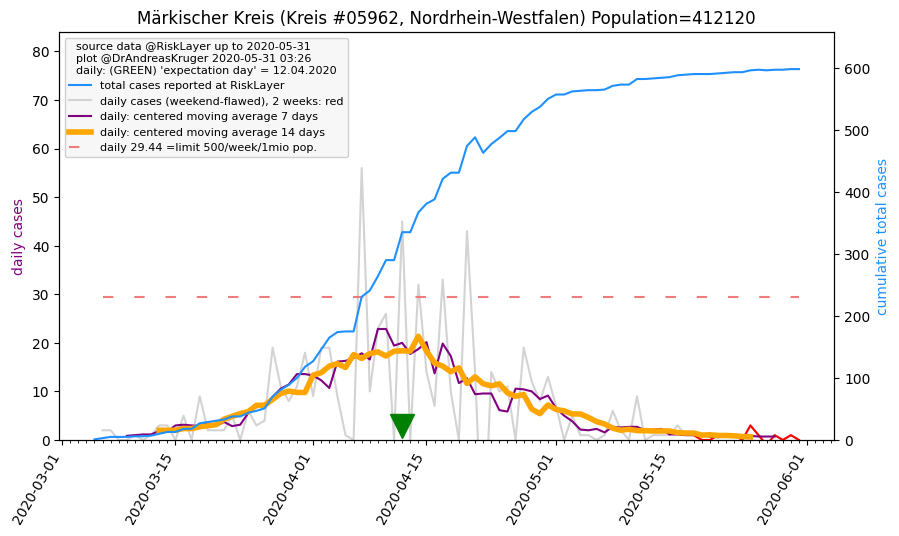 Märkischer Kreis (Kreis #05962, Nordrhein-Westfalen) Population=412120
source data @RiskLayer up to 2020-05-31
plot @DrAndreasKruger 2020-05-31 03:26
daily: (GREEN) 'expectation day' = 12.04.2020
total cases reported at RiskLayer
daily cases (weekend-flawed), 2 weeks: red
daily: centered moving average 7 days
daily: centered moving average 14 days
daily 29.44 =limit 500/week/1mio pop.
daily cases
80
70
60
50
40
30
20
10
0
cumulative total cases
600
500
400
300
200
100
0
2020-03-01
2020-03-15
2020-04-01
2020-04-15
2020-05-01
2020-05-15
2020-06-01